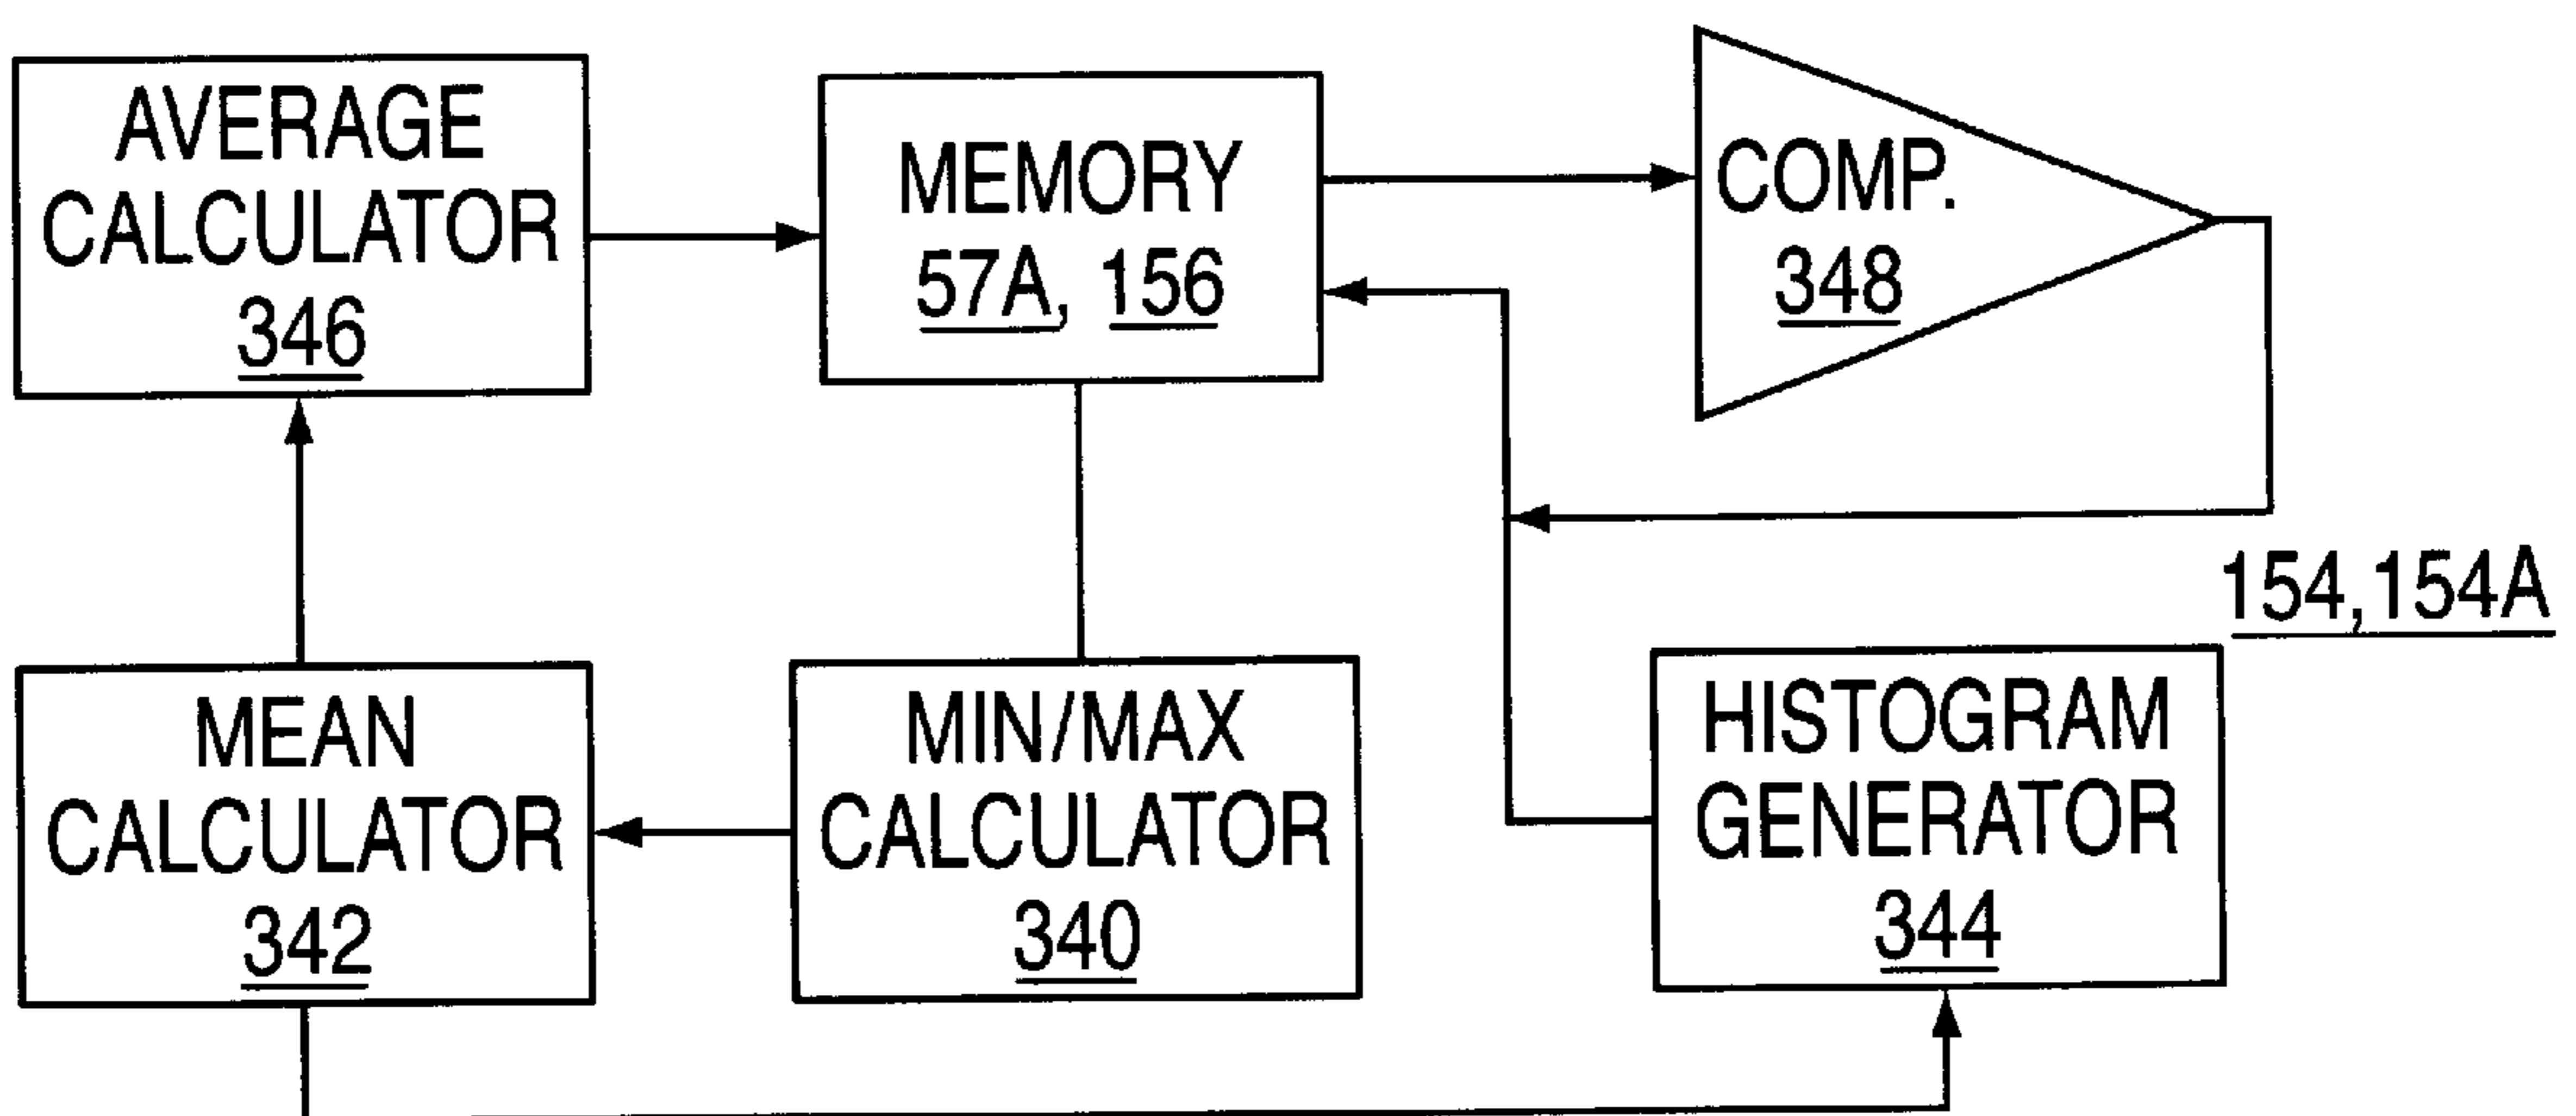 AVERAGE
CALCULATOR
346
MEMORY
57A, 156
COMP.
348
154, 154A
MEAN
CALCULATOR
342
MIN/MAX
CALCULATOR
340
HISTOGRAM
GENERATOR
344